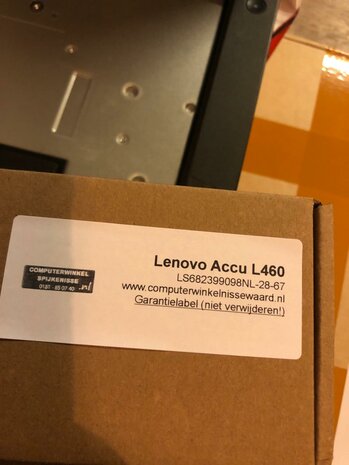 Lenovo Accu L460
LS682399098NL-28-67
www.computerwinkelnissewaard.nl
Garantielabel (niet verwijderen!)
COMPUTERWINKEL
SPIJKENISSE